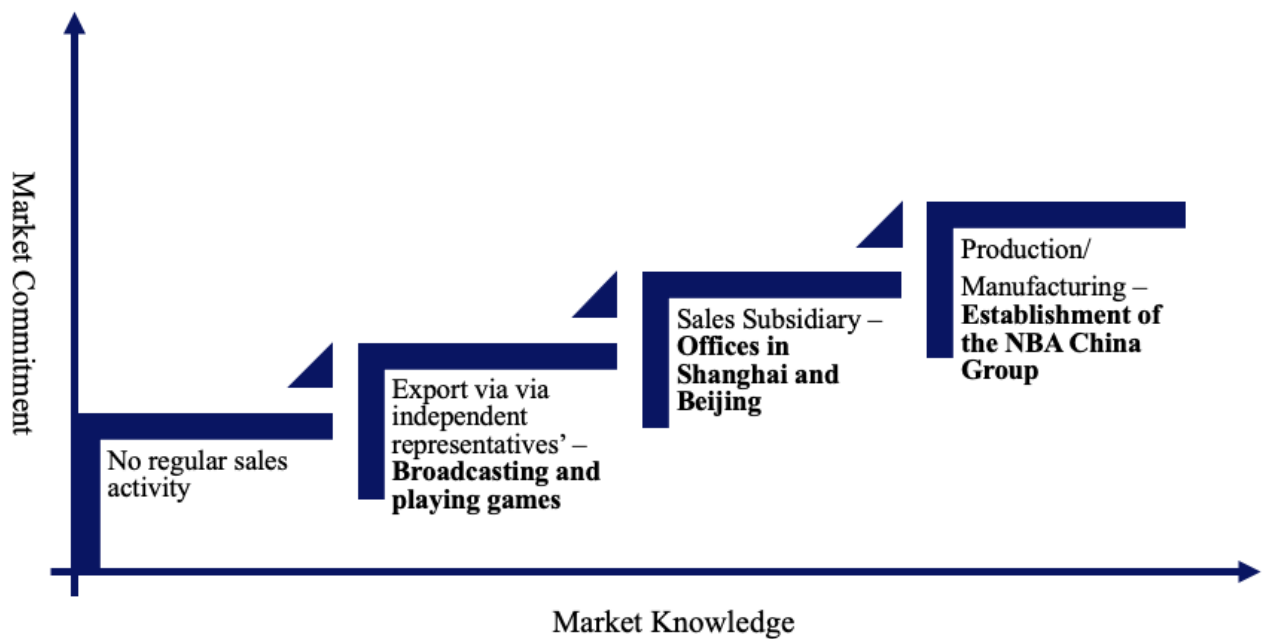 Market Commitment
No regular sales
activity
Export via via
independent
representatives’ –
Broadcasting and
playing games
Sales Subsidiary –
Offices in
Shanghai and
Beijing
Production/
Manufacturing –
Establishment of
the NBA China
Group
Market Knowledge